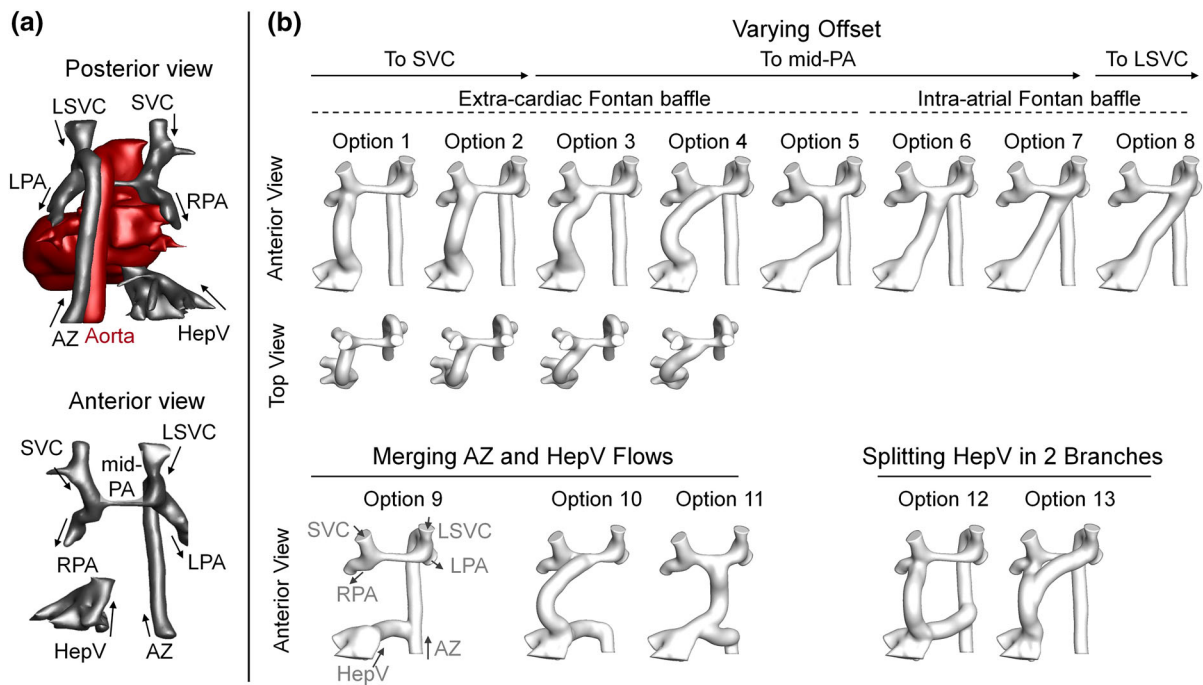 (a)
Posterior view
LSVC SVC
LPA
RPA
AZ Aorta
HepV
Anterior view
SVC
LSVC
mid-
PA
RPA
LPA
HepV
AZ
(b)
Varying Offset
To SVC To mid-PA To LSVC
Extra-cardiac Fontan baffle Intra-atrial Fontan baffle
Option 1 Option 2 Option 3 Option 4 Option 5 Option 6 Option 7 Option 8
Anterior View
Top View
Merging AZ and HepV Flows
Splitting HepV in 2 Branches
Option 9 Option 10 Option 11 Option 12 Option 13
Anterior View
SVC
LSVC
LPA
RPA
AZ
HepV